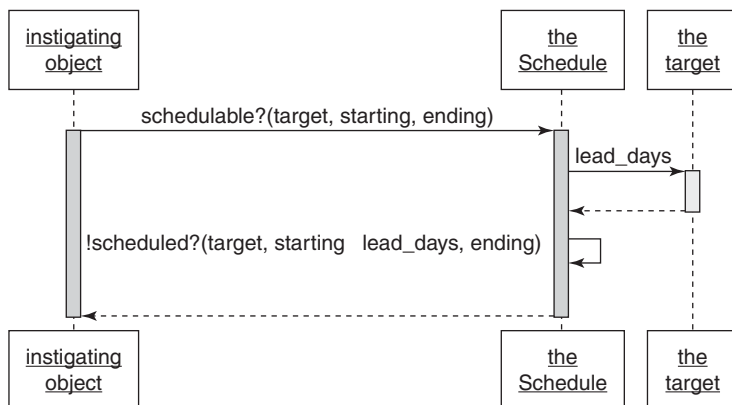 instigating
object
the
Schedule
the
target
schedulable?(target, starting, ending)
lead_days
!scheduled?(target, starting lead_days, ending)
instigating
object
the
Schedule
the
target